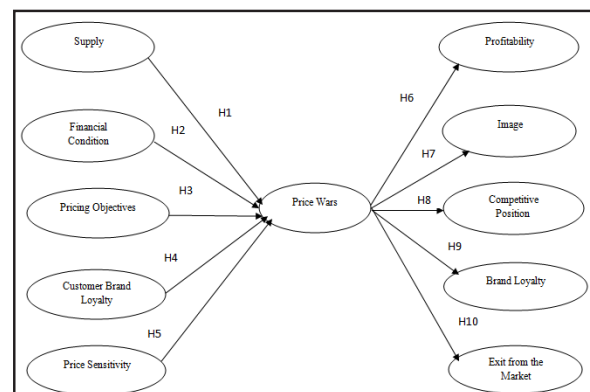 Supply
Profitability
H1
H6
Financial
Condition
H2
Image
H7
H3
Pricing Objectives
Price Wars
H8
Competitive
Position
H4
H9
Customer Brand
Loyalty
Brand Loyalty
H5
H10
Price Sensitivity
Exit from the
Market